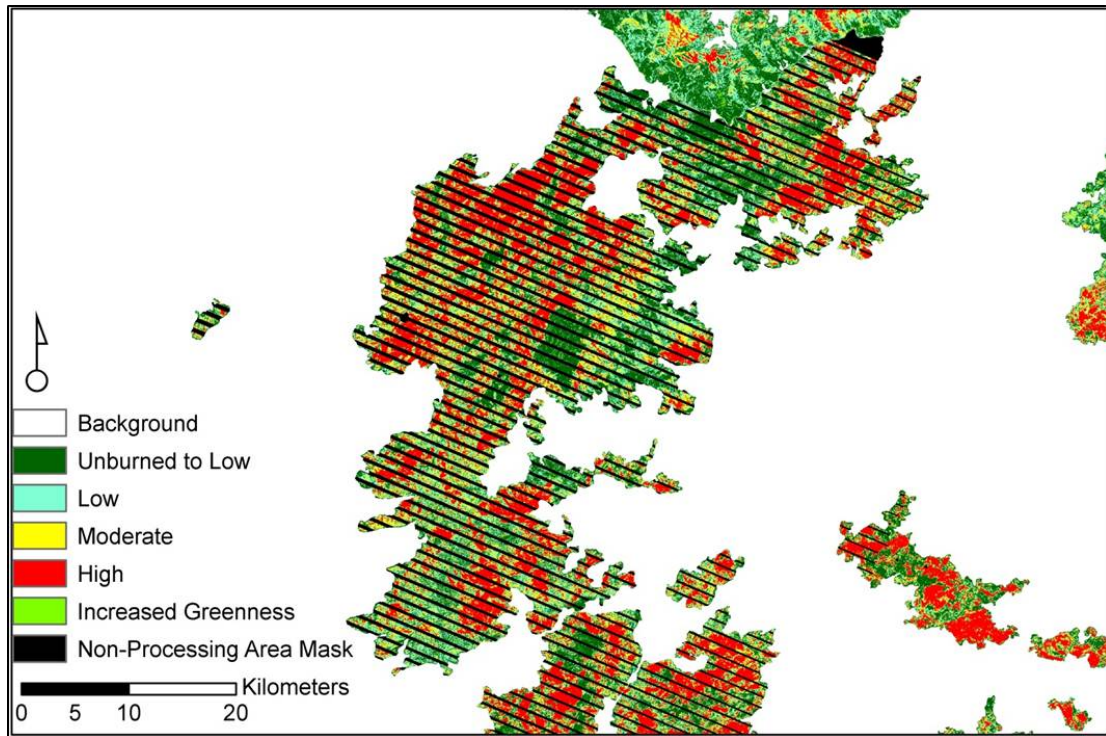 Background
Unburned to Low
Low
Moderate
High
Increased Greenness
Non-Processing Area Mask
Kilometers
0 5 10 20